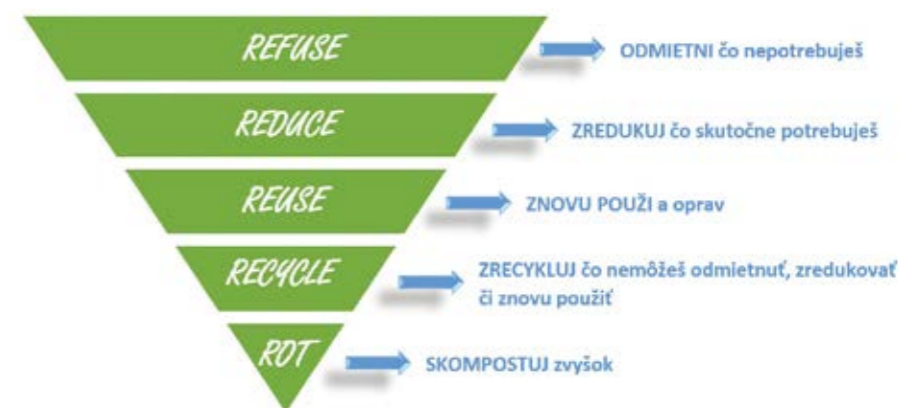 REFUSE
ODMIETNI čo nepotrebuješ
REDUCE
ZREDUKUJ čo skutočne potrebuješ
REUSE
ZNOVU POUŽI a oprav
RECYCLE
ZRECYKLUJ čo nemôžeš odmietnuť, zredukovať
či znovu použiť
ROT
SKOMPOSTUJ zvyšok